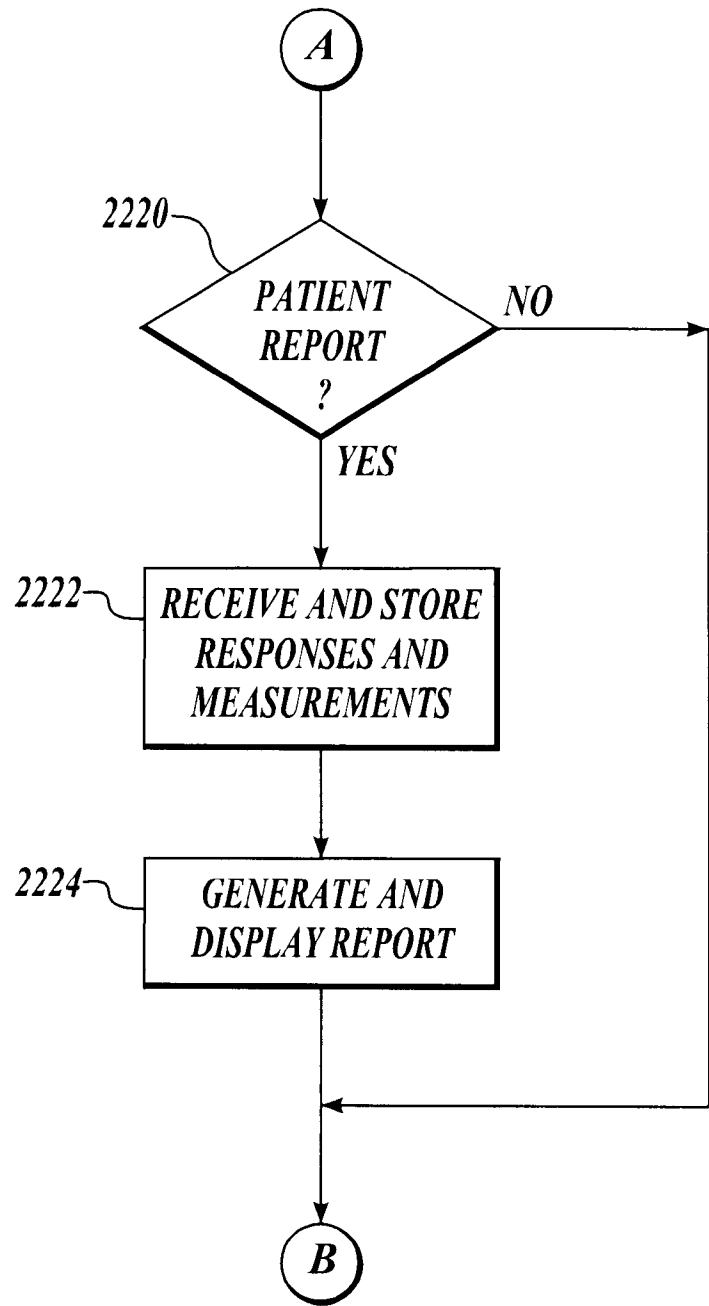 A
2220
PATIENT
REPORT
?
NO
YES
2222
RECEIVE AND STORE
RESPONSES AND
MEASUREMENTS
2224
GENERATE AND
DISPLAY REPORT
B